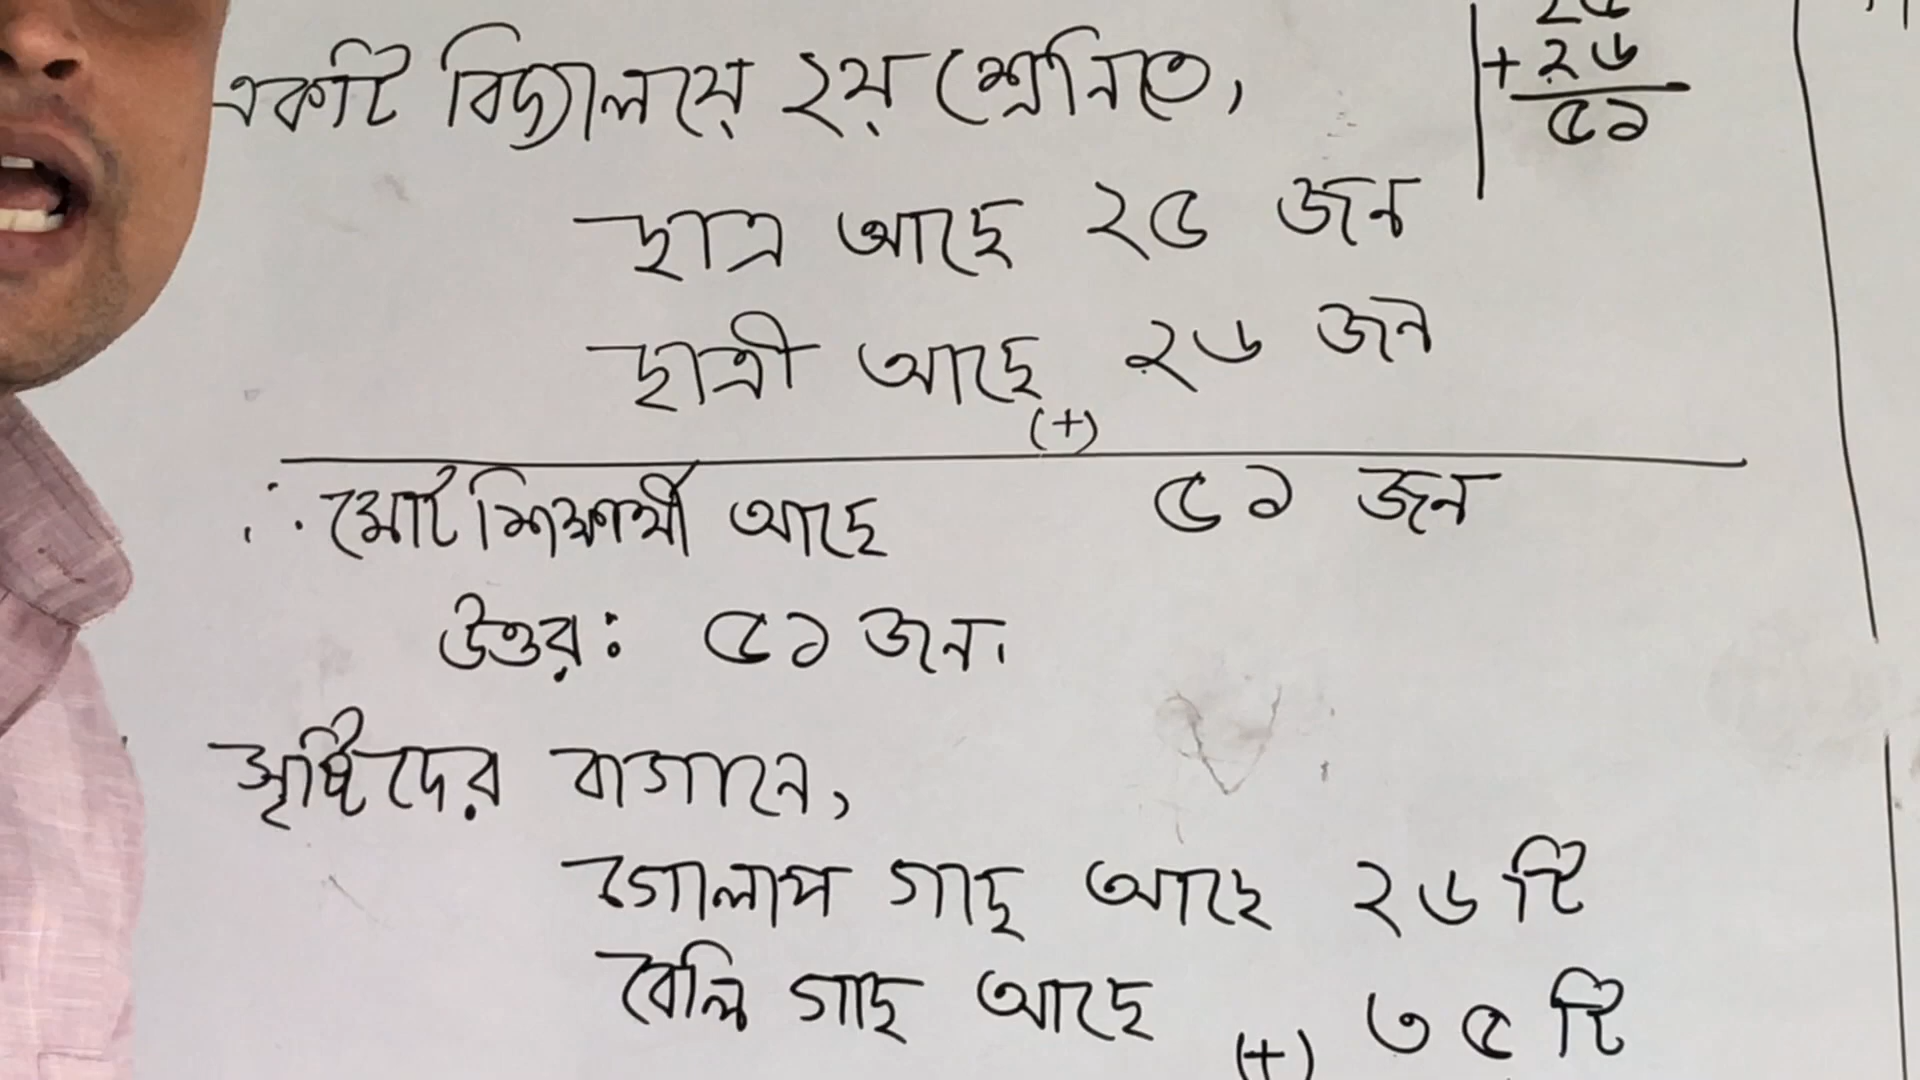 একটি বিদ্যালয়ে ২য় শ্রেনিতে,
ছাত্র আছে ২৫ জন
ছাত্রী আছে ২৬ জন
(+)
∴ মোট শিক্ষার্থী আছে ৫১ জন
উত্তর: ৫১ জন।
সৃষ্টিদের বাগানে,
গোলাপ গাছ আছে ২৬ টি
বেলি গাছ আছে ৩৫ টি
(+)
২৫
+ ২৬
৫১